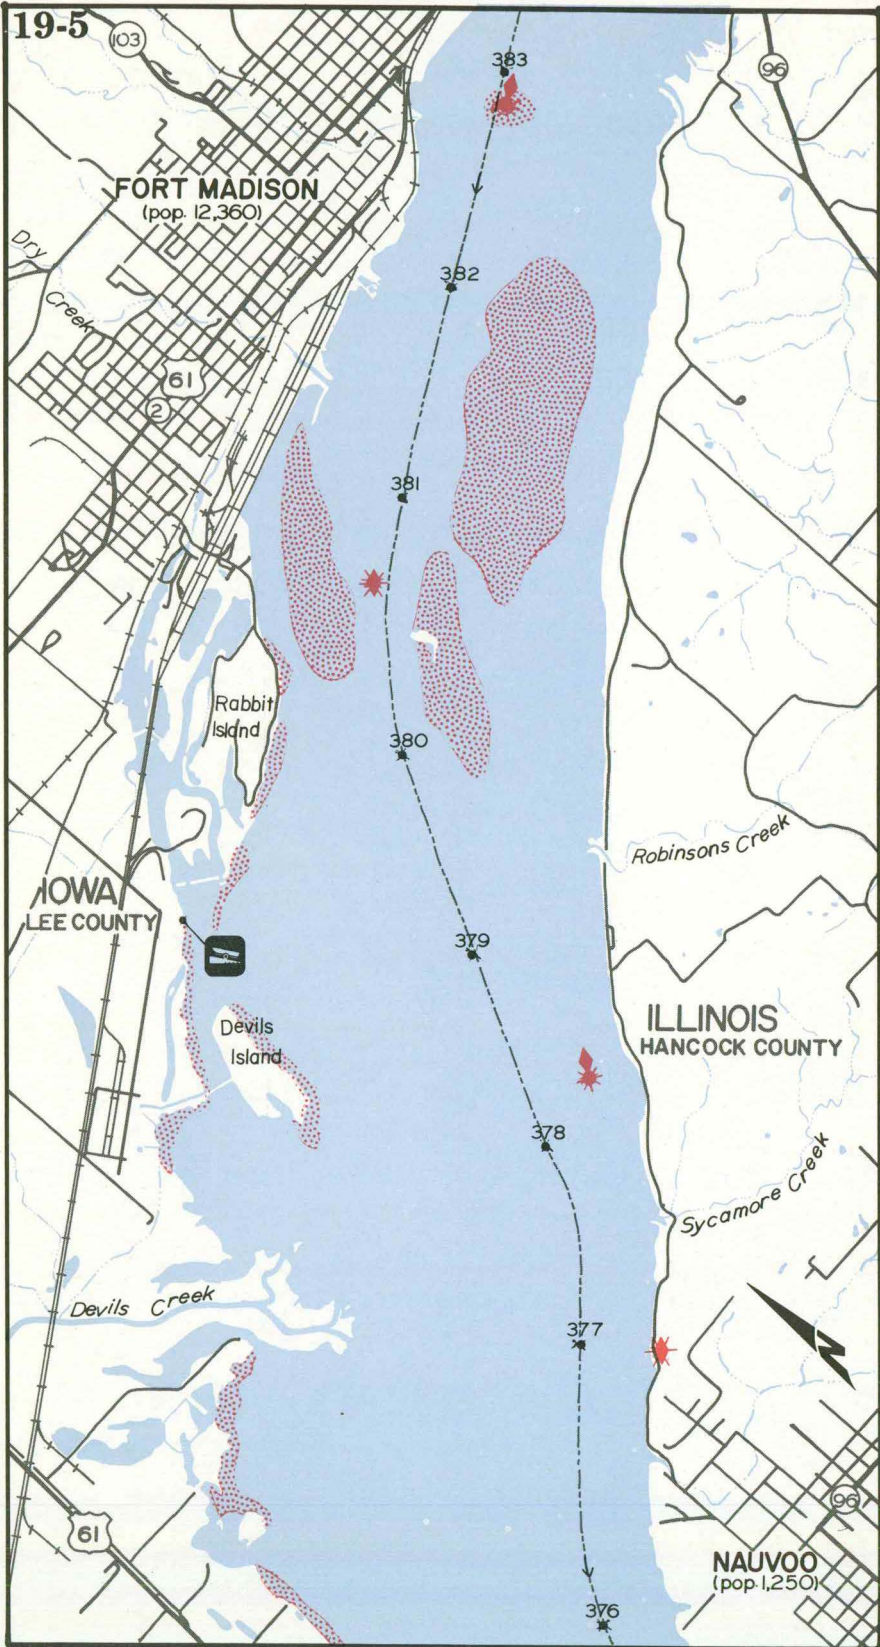 19-5
103
383
96
FORT MADISON
(pop. 12,360)
Dry
Creek
382
61
2
381
Rabbit
Island
380
Robinsons Creek
IOWA
LEE COUNTY
379
Devils
Island
ILLINOIS
HANCOCK COUNTY
378
Sycamore Creek
Devils Creek
377
N
96
61
NAUVOO
(pop. 1,250)
376